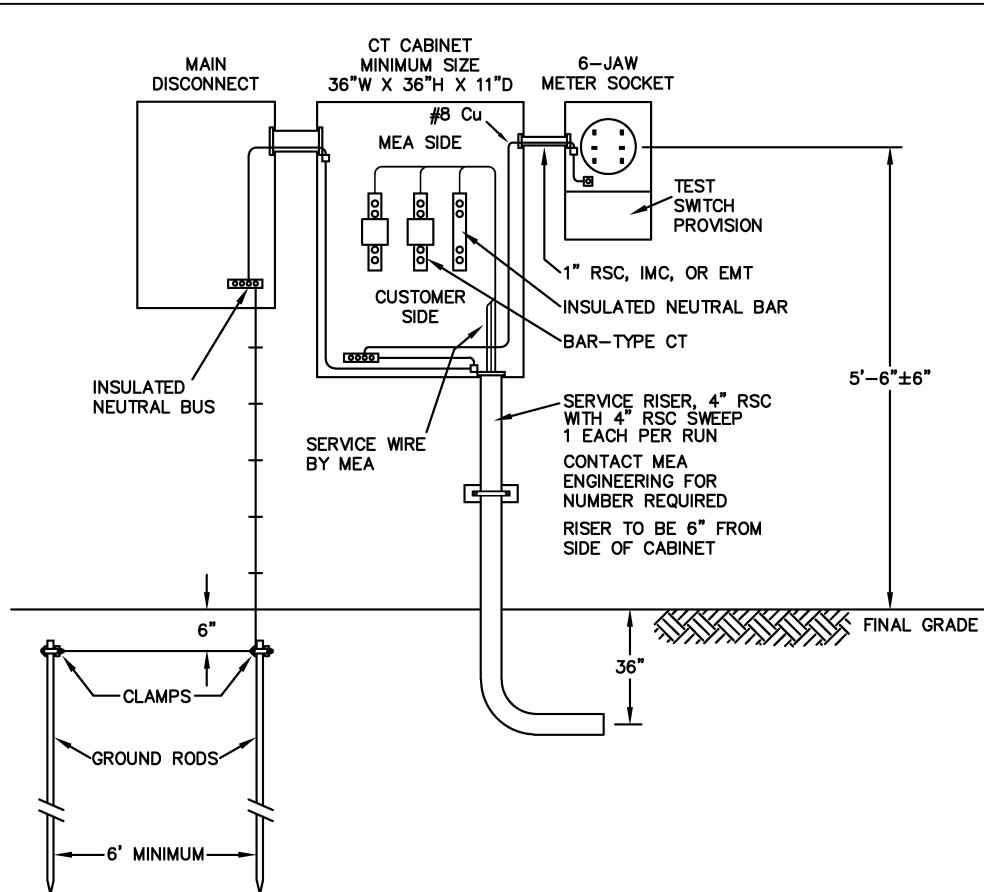 MAIN
DISCONNECT
CT CABINET
MINIMUM SIZE
36"W X 36"H X 11"D
6-JAW
METER SOCKET
#8 Cu
MEA SIDE
TEST
SWITCH
PROVISION
1" RSC, IMC, OR EMT
INSULATED NEUTRAL BAR
CUSTOMER
SIDE
BAR-TYPE CT
5'-6"±6"
INSULATED
NEUTRAL BUS
SERVICE WIRE
BY MEA
SERVICE RISER, 4" RSC
WITH 4" RSC SWEEP
1 EACH PER RUN
CONTACT MEA
ENGINEERING FOR
NUMBER REQUIRED
RISER TO BE 6" FROM
SIDE OF CABINET
6"
FINAL GRADE
36"
CLAMPS
GROUND RODS
6' MINIMUM